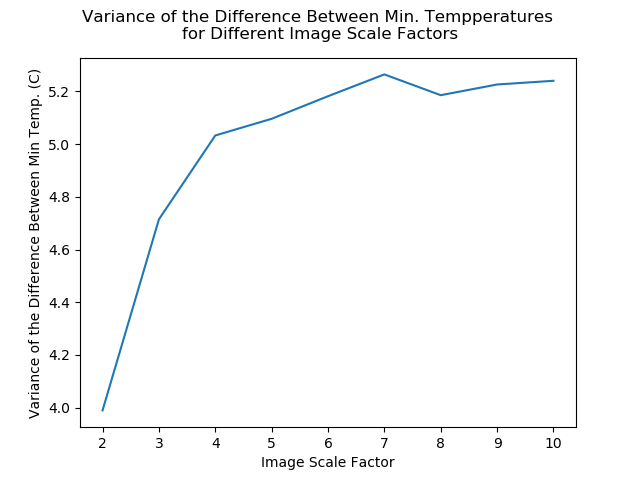 Variance of the Difference Between Min. Tempperatures
for Different Image Scale Factors
Variance of the Difference Between Min Temp. (C)
5.2
5.0
4.8
4.6
4.4
4.2
4.0
2 3 4 5 6 7 8 9 10
Image Scale Factor